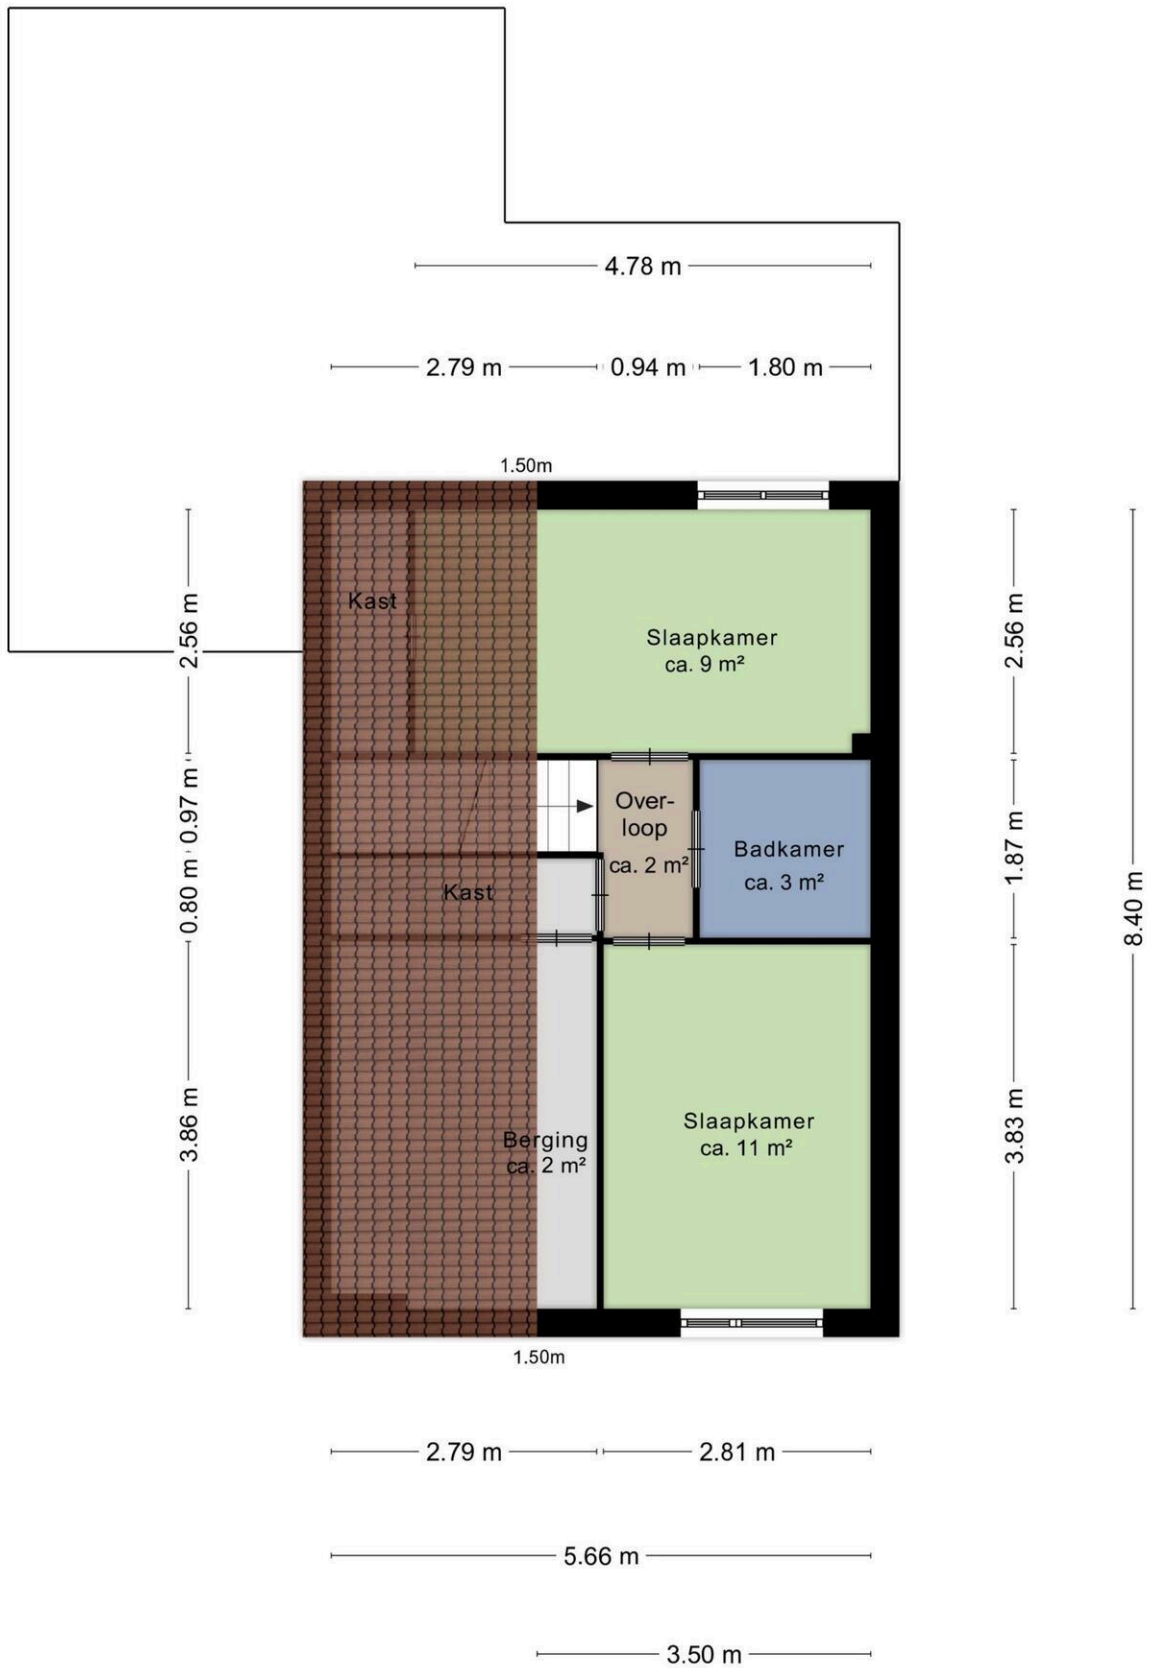 4.78 m
2.79 m
0.94 m
1.80 m
1.50m
Kast
Slaapkamer
ca. 9 m²
2.56 m
2.56 m
Over-
loop
ca. 2 m²
Badkamer
ca. 3 m²
0.97 m
0.80 m
1.87 m
8.40 m
Kast
Berging
ca. 2 m²
Slaapkamer
ca. 11 m²
3.86 m
3.83 m
1.50m
2.79 m
2.81 m
5.66 m
3.50 m